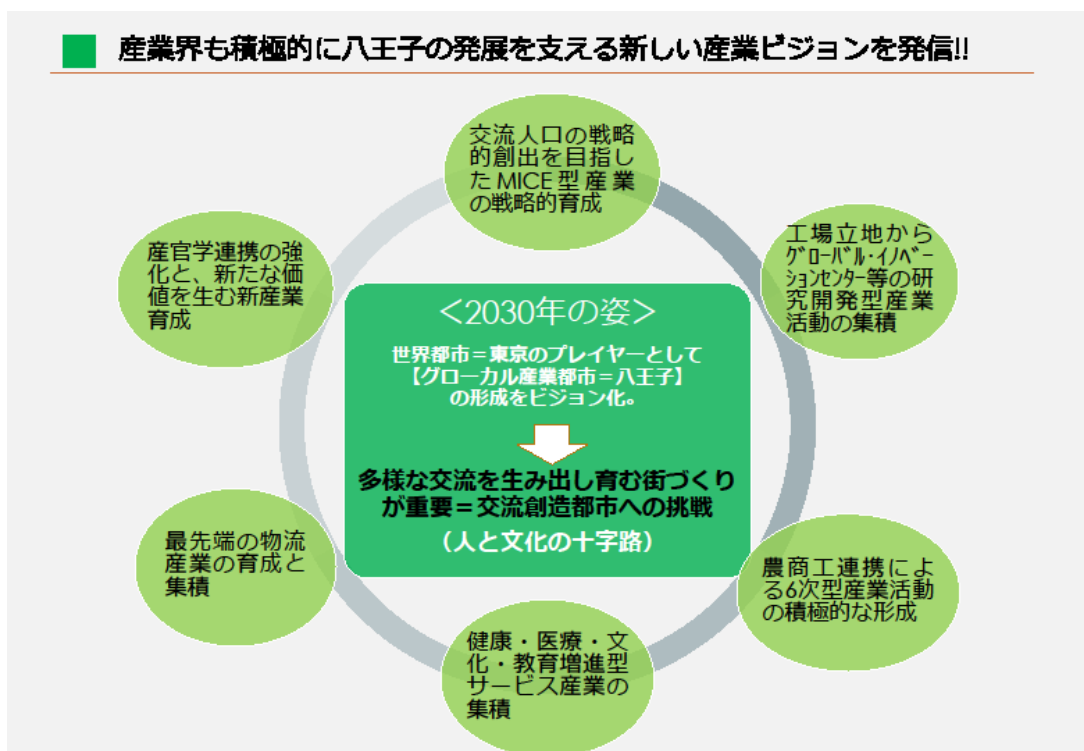 産業界も積極的に八王子の発展を支える新しい産業ビジョンを発信!!
交流人口の戦略
的創出を目指し
たMICE型産業
の戦略的育成
工場立地から
グローバル・イノベー
ションセンター等の研
究開発型産業
活動の集積
農商工連携によ
る6次型産業活動
の積極的な形成
健康・医療・文
化・教育増進型
サービス産業の
集積
最先端の物流
産業の育成と
集積
産官学連携の強
化と、新たな価
値を生む新産業
育成
＜2030年の姿＞
世界都市＝東京のプレイヤーとして
【グローカル産業都市＝八王子】
の形成をビジョン化。
多様な交流を生み出し育む街づくり
が重要＝交流創造都市への挑戦
（人と文化の十字路）